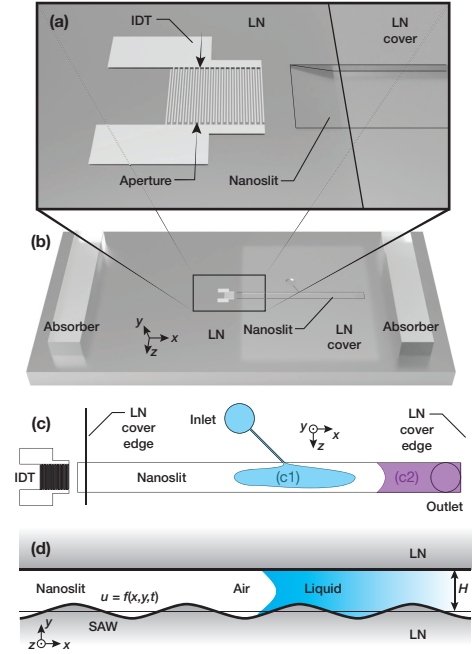 (a)
IDT
LN
LN
cover
Aperture
Nanoslit
(b)
Absorber
y
x
z
LN
Nanoslit
LN
cover
Absorber
(c)
LN
cover
edge
Inlet
y
x
z
LN
cover
edge
IDT
Nanoslit
(c1)
(c2)
Outlet
(d)
LN
Nanoslit
u = f(x,y,t)
Air
Liquid
H
SAW
y
z
x
LN